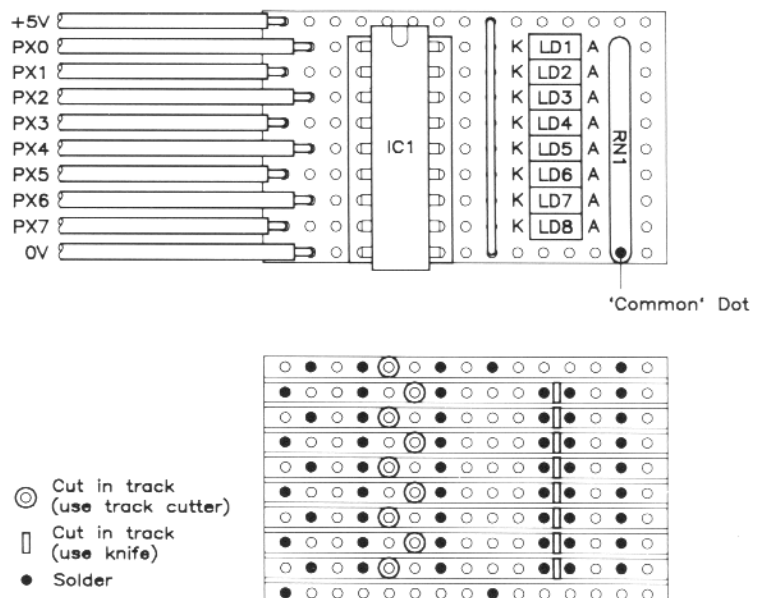 +5V
PX0 K LD1 A
PX1 K LD2 A
PX2 K LD3 A
PX3 K LD4 A
PX4 IC1 K LD5 A RN1
PX5 K LD6 A
PX6 K LD7 A
PX7 K LD8 A
0V
'Common' Dot
Cut in track
(use track cutter)
Cut in track
(use knife)
Solder